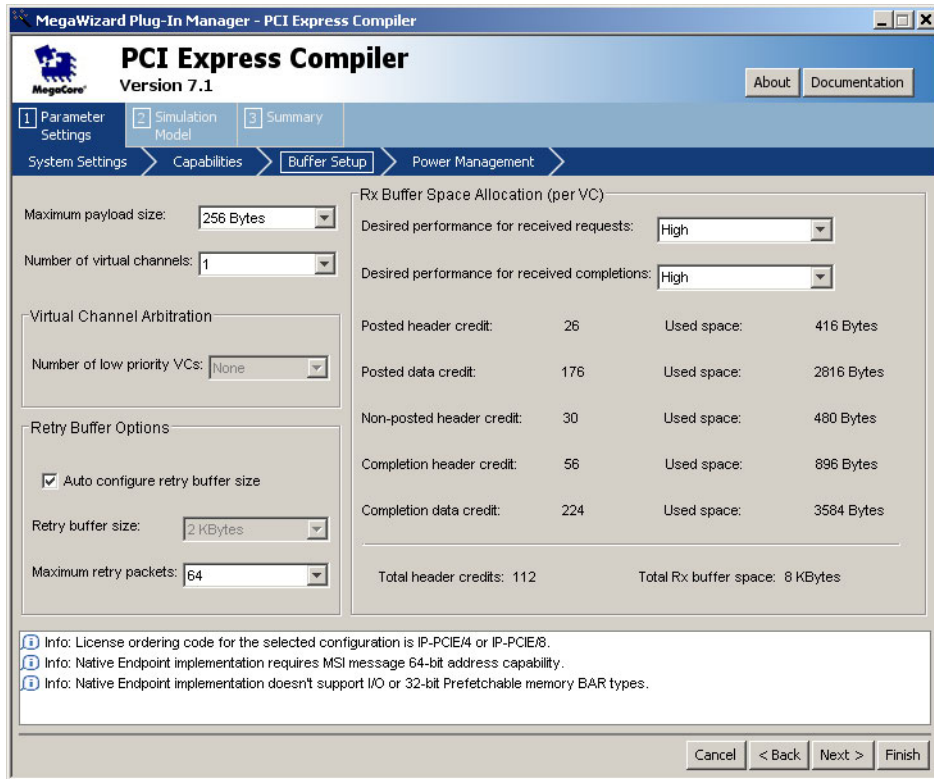 MegaWizard Plug-In Manager - PCI Express Compiler
MegaCore®
PCI Express Compiler
Version 7.1
About
Documentation
1 Parameter Settings
2 Simulation Model
3 Summary
System Settings
Capabilities
Buffer Setup
Power Management
Maximum payload size: 256 Bytes
Number of virtual channels: 1
Virtual Channel Arbitration
Number of low priority VCs: None
Retry Buffer Options
Auto configure retry buffer size
Retry buffer size: 2 KBytes
Maximum retry packets: 64
Rx Buffer Space Allocation (per VC)
Desired performance for received requests: High
Desired performance for received completions: High
Posted header credit: 26 Used space: 416 Bytes
Posted data credit: 176 Used space: 2816 Bytes
Non-posted header credit: 30 Used space: 480 Bytes
Completion header credit: 56 Used space: 896 Bytes
Completion data credit: 224 Used space: 3584 Bytes
Total header credits: 112 Total Rx buffer space: 8 KBytes
Info: License ordering code for the selected configuration is IP-PCIE/4 or IP-PCIE/8.
Info: Native Endpoint implementation requires MSI message 64-bit address capability.
Info: Native Endpoint implementation doesn't support I/O or 32-bit Prefetchable memory BAR types.
Cancel
< Back
Next >
Finish